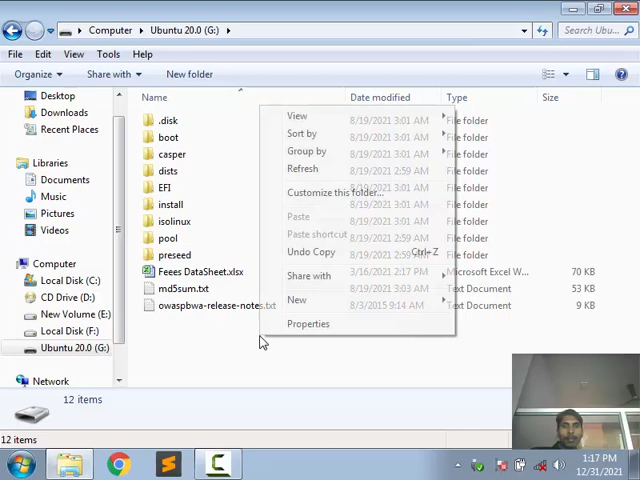 Computer ▸ Ubuntu 20.0 (G:) ▸
Search Ubu...
File Edit View Tools Help
Organize Share with New folder
Name Date modified Type Size
Desktop
Downloads
Recent Places
Libraries
Documents
Music
Pictures
Videos
Computer
Local Disk (C:)
CD Drive (D:)
New Volume (E:)
Local Disk (F:)
Ubuntu 20.0 (G:)
Network
.disk 8/19/2021 3:01 AM File folder
boot 8/19/2021 3:01 AM File folder
casper 8/19/2021 3:01 AM File folder
dists 8/19/2021 2:59 AM File folder
EFI 8/19/2021 3:01 AM File folder
install 8/19/2021 3:01 AM File folder
isolinux 8/19/2021 3:01 AM File folder
pool 8/19/2021 2:59 AM File folder
preseed 8/19/2021 2:59 AM File folder
Feees DataSheet.xlsx 3/16/2021 2:17 PM Microsoft Excel W... 70 KB
md5sum.txt 8/19/2021 3:03 AM Text Document 53 KB
owaspbwa-release-notes.txt 8/3/2015 9:14 AM Text Document 9 KB
View
Sort by
Group by
Refresh
Customize this folder...
Paste
Paste shortcut
Undo Copy Ctrl+Z
Share with
New
Properties
12 items
12 items
1:17 PM
12/31/2021